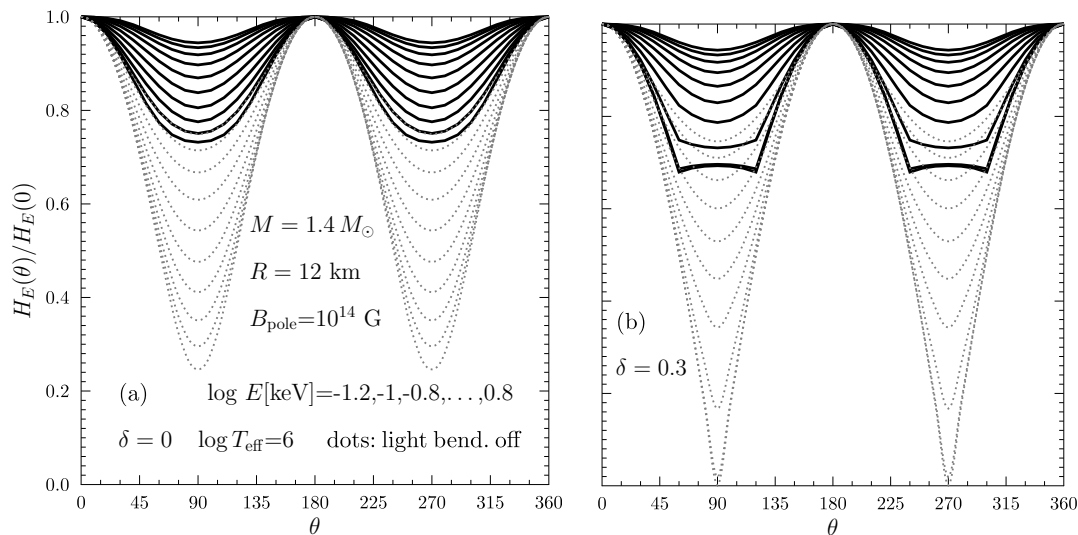 1.0
0.8
0.6
0.4
0.2
0.0
H_E(θ)/H_E(0)
M = 1.4 M_⊙
R = 12 km
B_pole=10^14 G
(a) log E[keV]=-1.2,-1,-0.8,...,0.8
δ = 0 log T_eff=6 dots: light bend. off
0 45 90 135 180 225 270 315 360
θ
(b)
δ = 0.3
0 45 90 135 180 225 270 315 360
θ